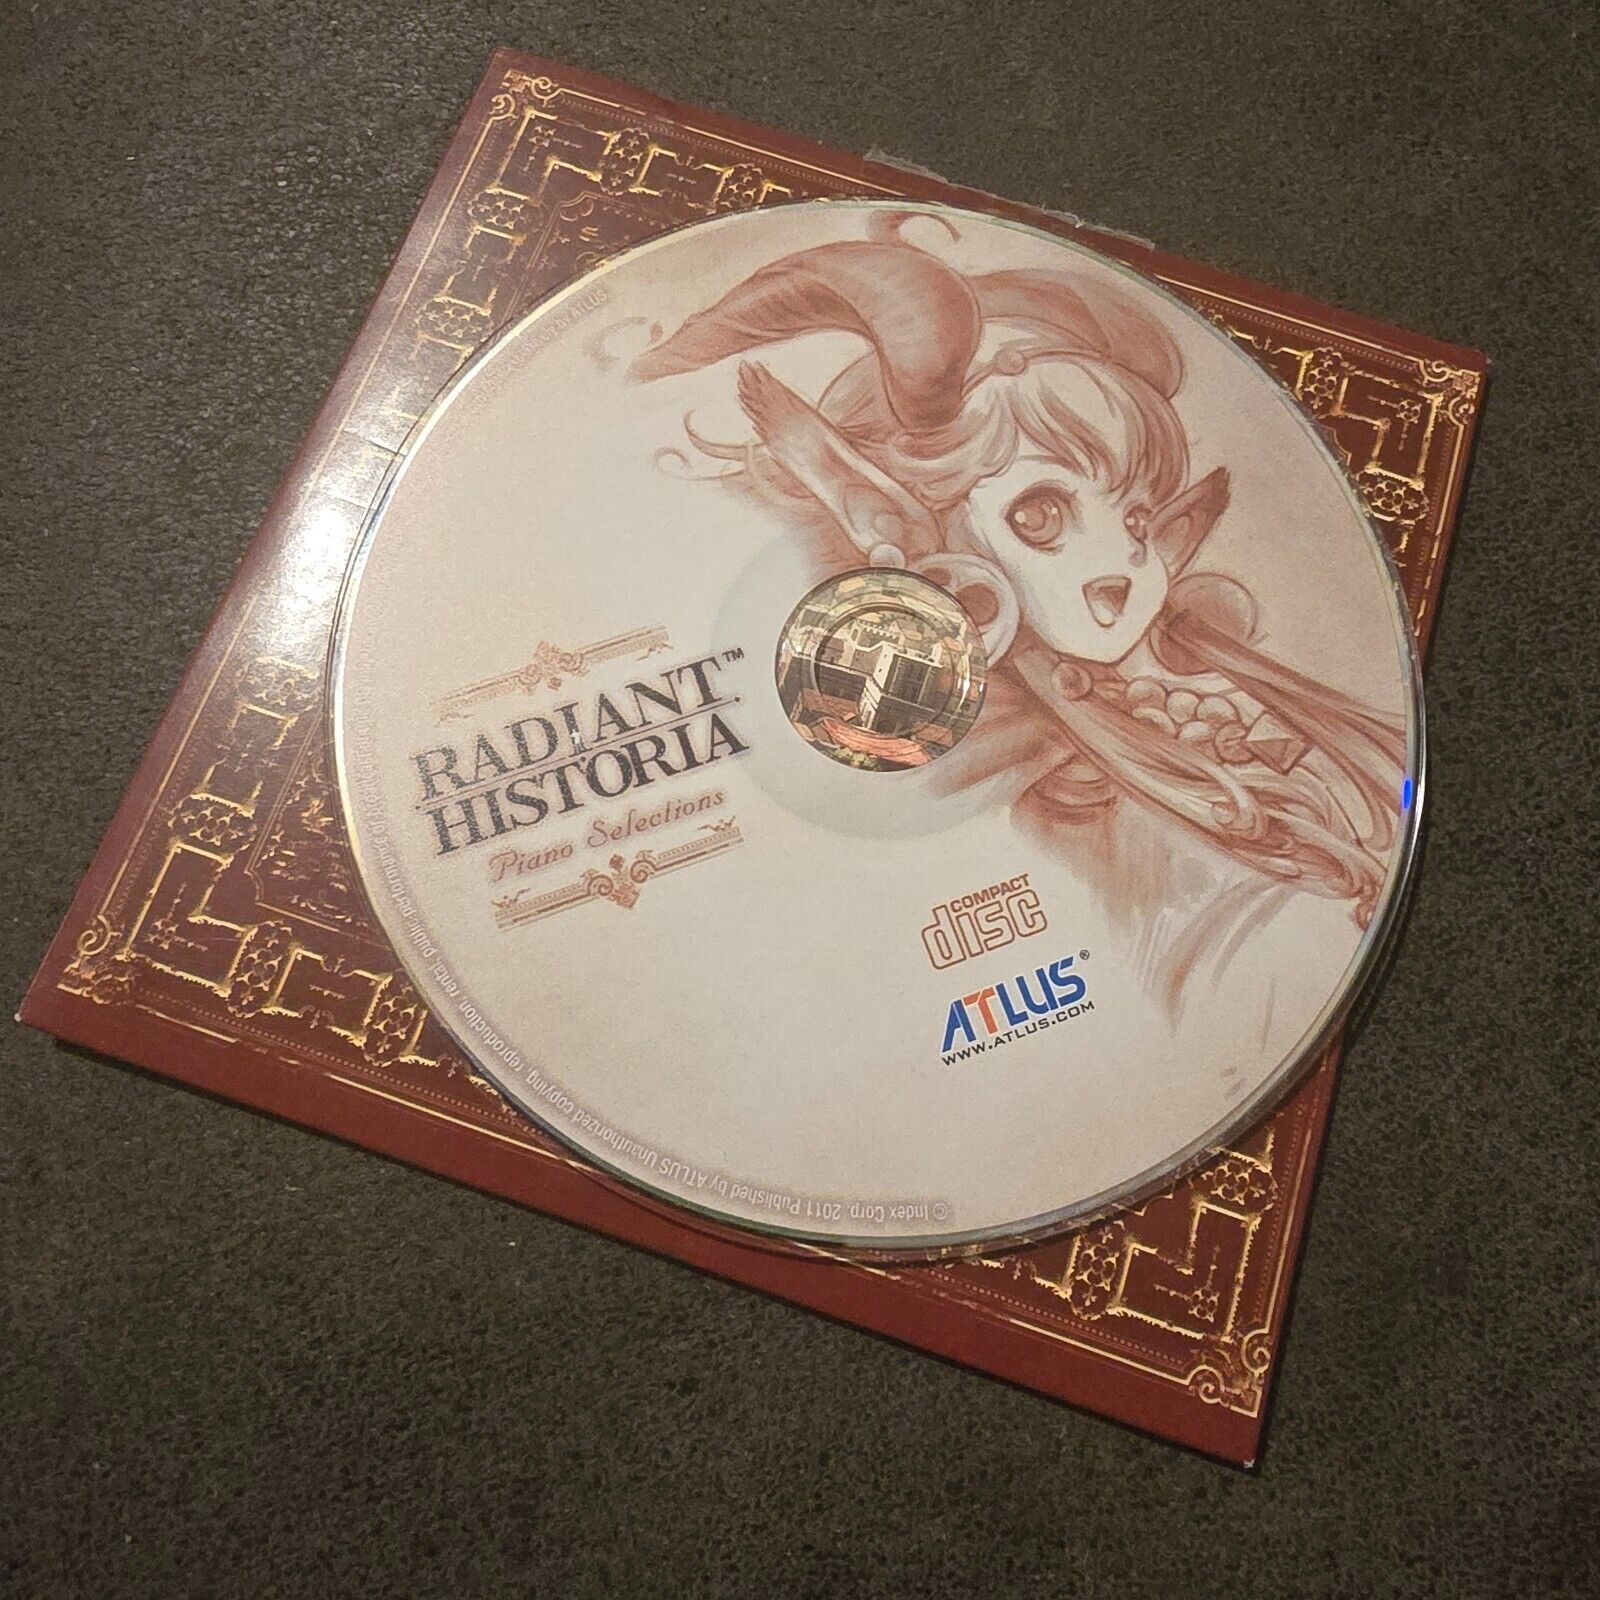 RADIANT™
HISTORIA
Piano Selections
COMPACT
disc
ATLUS®
WWW.ATLUS.COM
© Index Corp. 2011 Published by ATLUS Unauthorized copying, reproduction, rental, public performance